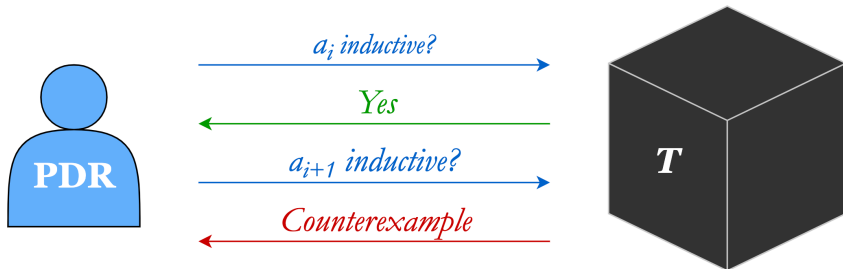 a_i inductive?
Yes
PDR
a_{i+1} inductive?
T
Counterexample